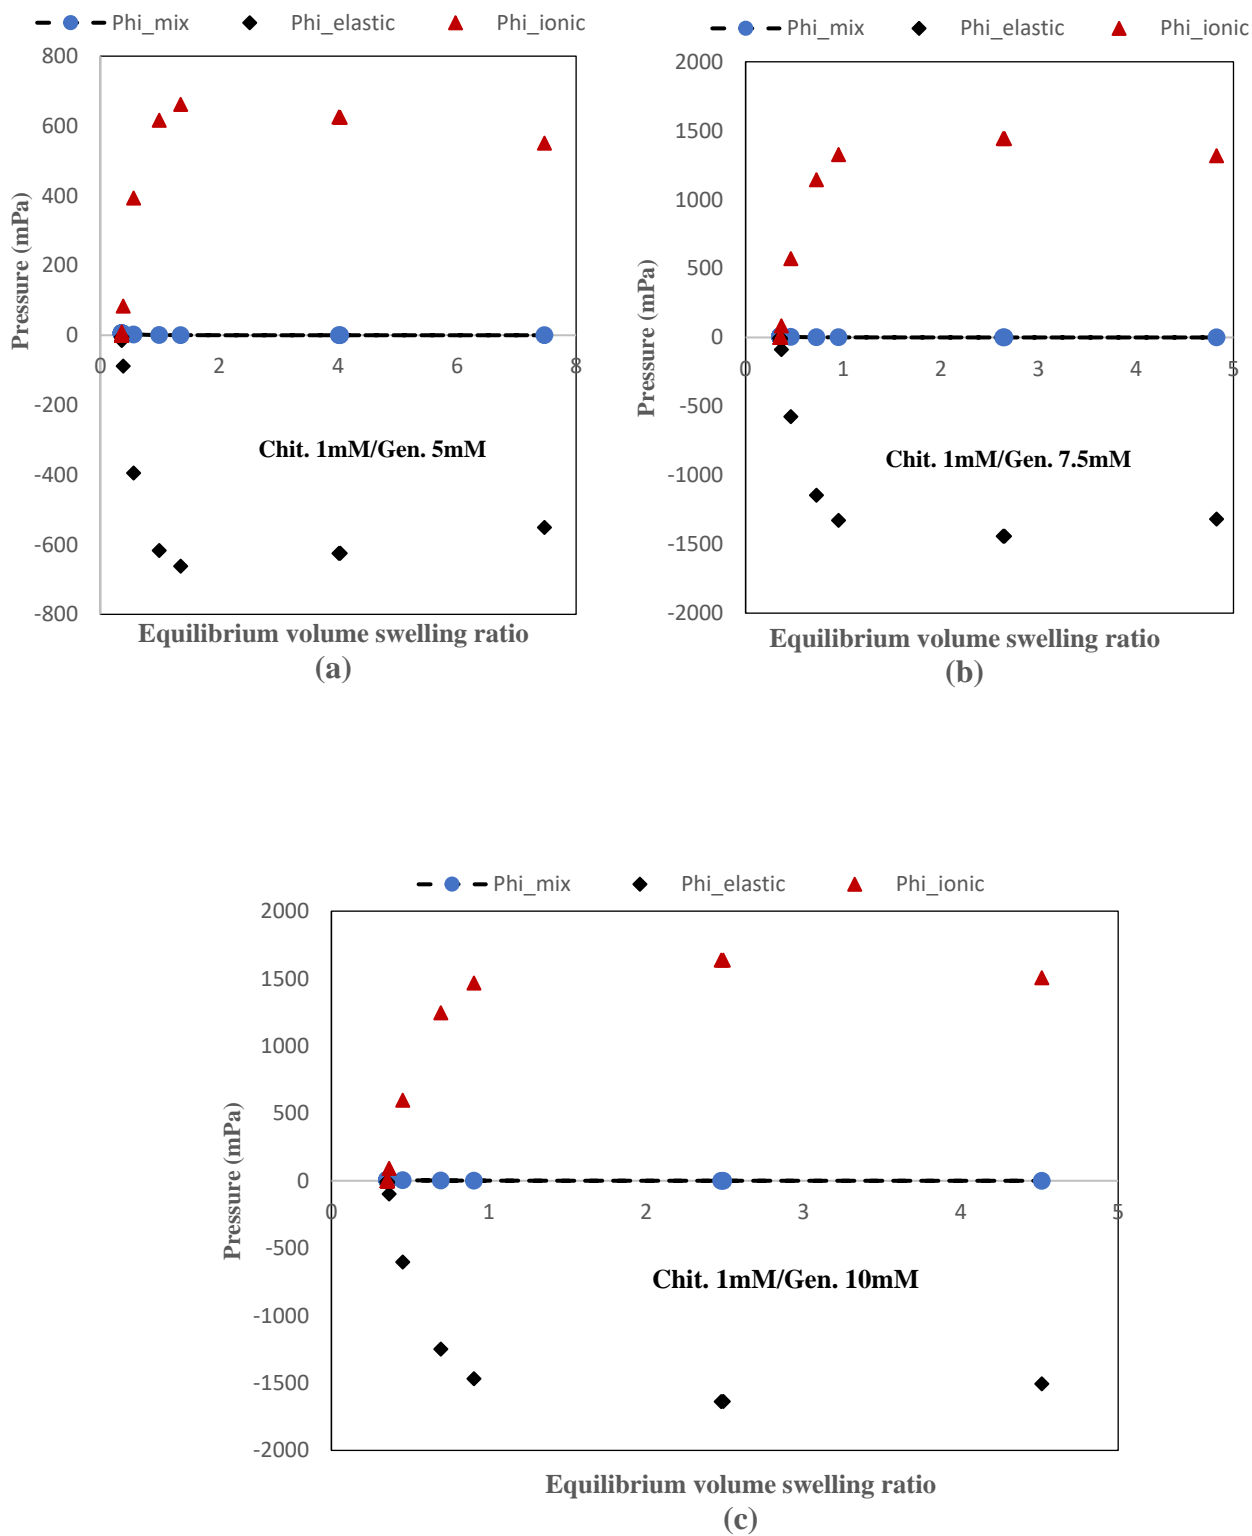 Phi_mix Phi_elastic Phi_ionic
800
600
400
200
0
-200
-400
-600
-800
0 2 4 6 8
Pressure (mPa)
Chit. 1mM/Gen. 5mM
Equilibrium volume swelling ratio
(a)
Phi_mix Phi_elastic Phi_ionic
2000
1500
1000
500
0
-500
-1000
-1500
-2000
0 1 2 3 4 5
Pressure (mPa)
Chit. 1mM/Gen. 7.5mM
Equilibrium volume swelling ratio
(b)
Phi_mix Phi_elastic Phi_ionic
2000
1500
1000
500
0
-500
-1000
-1500
-2000
0 1 2 3 4 5
Pressure (mPa)
Chit. 1mM/Gen. 10mM
Equilibrium volume swelling ratio
(c)